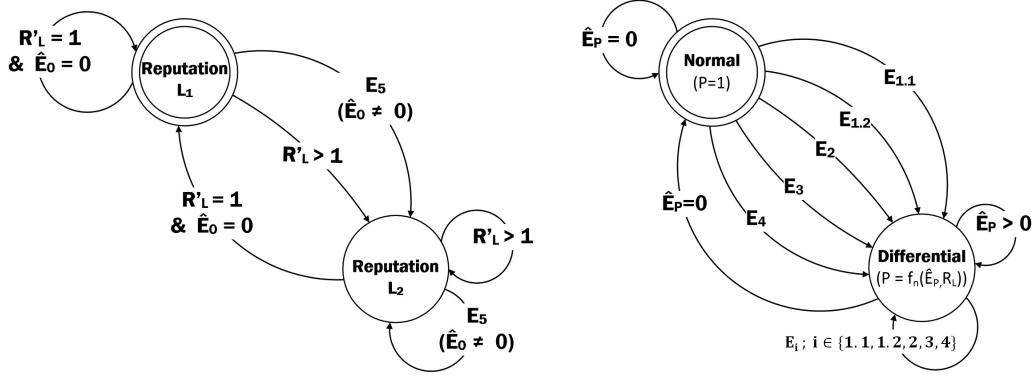 R'L = 1
& Ê0 = 0
Reputation
L1
E5
(Ê0 ≠ 0)
R'L > 1
R'L = 1
& Ê0 = 0
Reputation
L2
R'L > 1
E5
(Ê0 ≠ 0)
ÊP = 0
Normal
(P=1)
E1.1
E1.2
E2
E3
E4
ÊP=0
Differential
(P = fn(ÊP,RL))
ÊP > 0
Ei ; i ∈ {1.1, 1.2, 2, 3, 4}